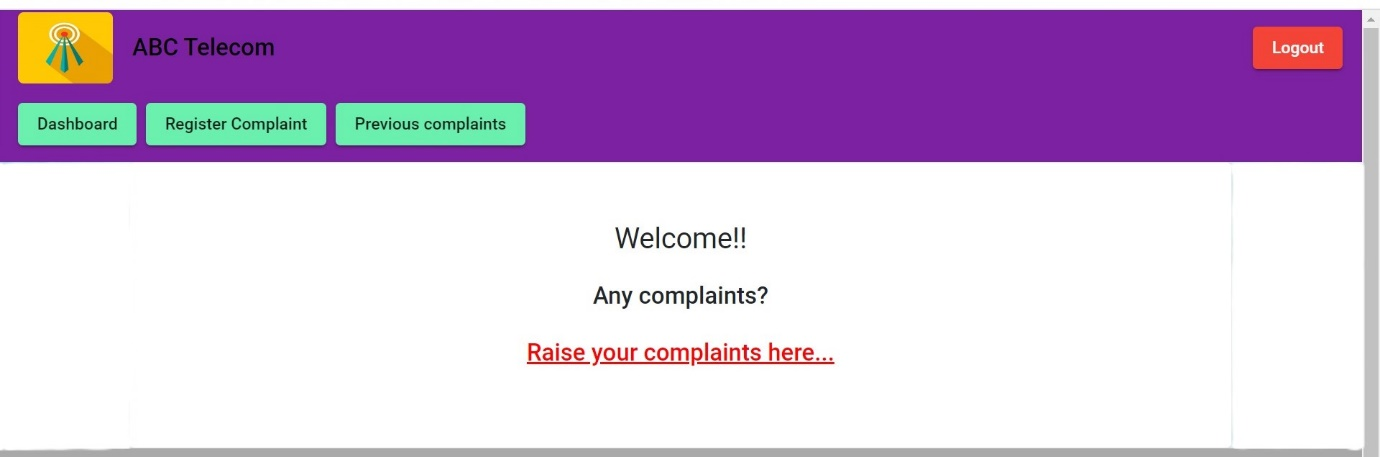 ABC Telecom
Logout
Dashboard Register Complaint Previous complaints
Welcome!!
Any complaints?
Raise your complaints here...